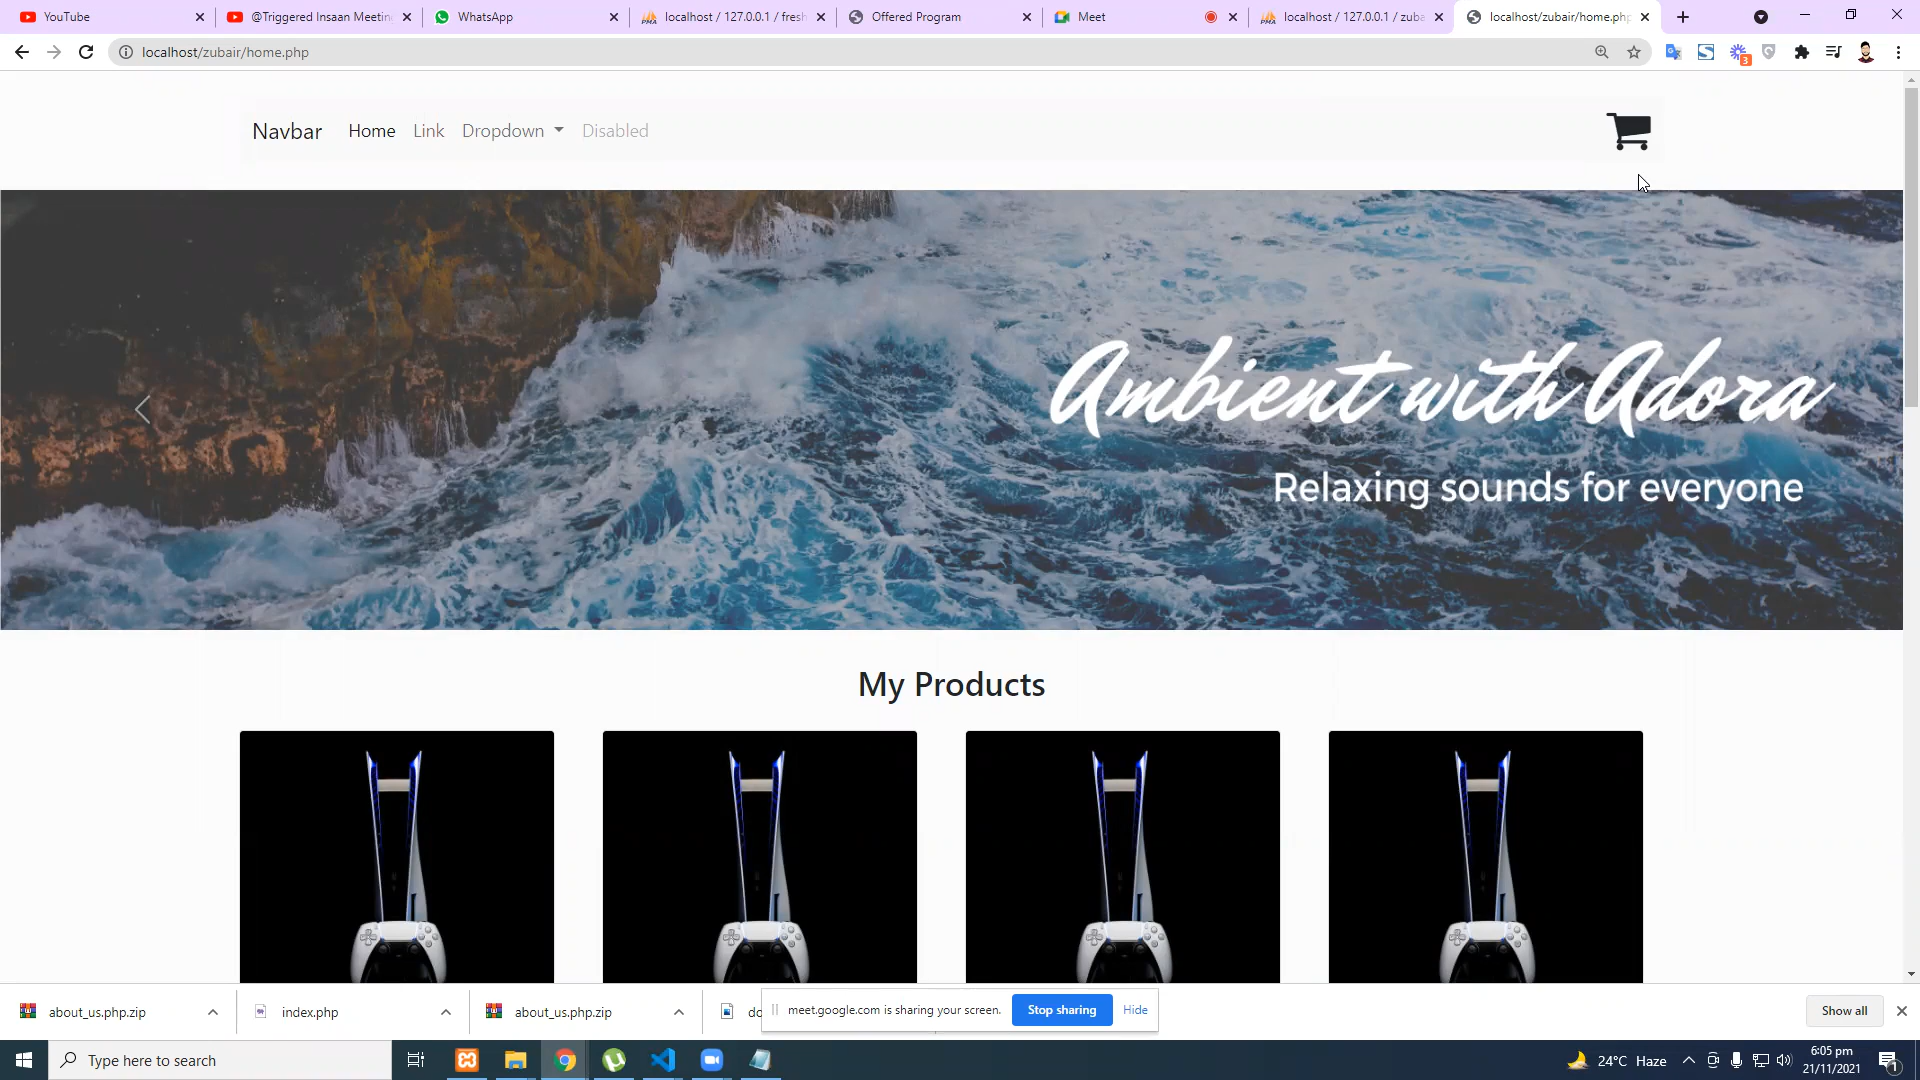 YouTube
@Triggered Insaan Meetin
WhatsApp
localhost / 127.0.0.1 / fresh
Offered Program
Meet
localhost / 127.0.0.1 / zuba
localhost/zubair/home.php
localhost/zubair/home.php
3
Navbar Home Link Dropdown Disabled
Ambient with Adora
Relaxing sounds for everyone
My Products
about_us.php.zip
index.php
about_us.php.zip
do
meet.google.com is sharing your screen.
Stop sharing
Hide
Show all
Type here to search
24°C Haze
6:05 pm
21/11/2021
1